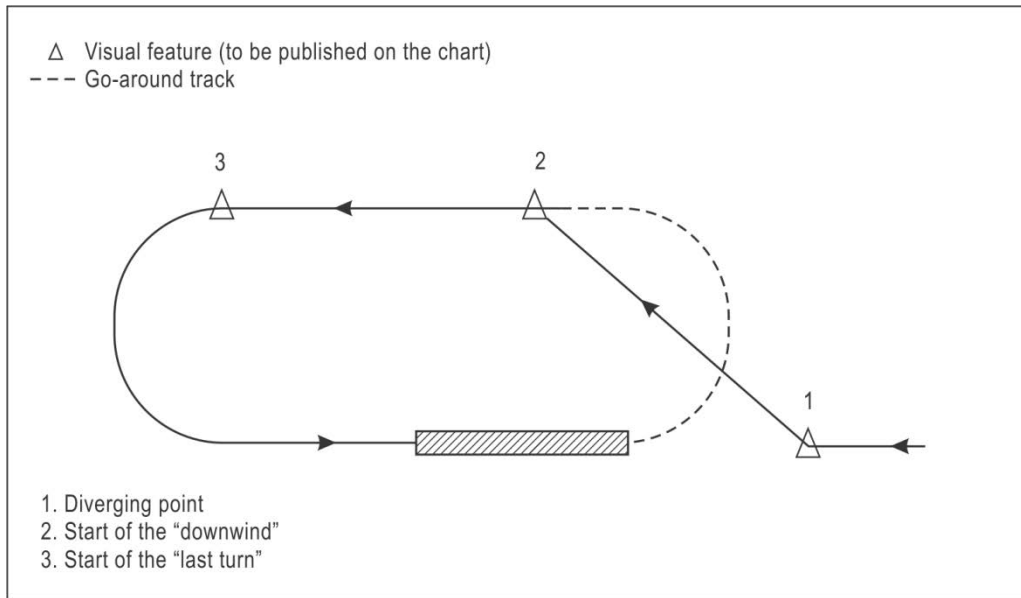 Visual feature (to be published on the chart)
Go-around track
3
2
1
1. Diverging point
2. Start of the “downwind”
3. Start of the “last turn”